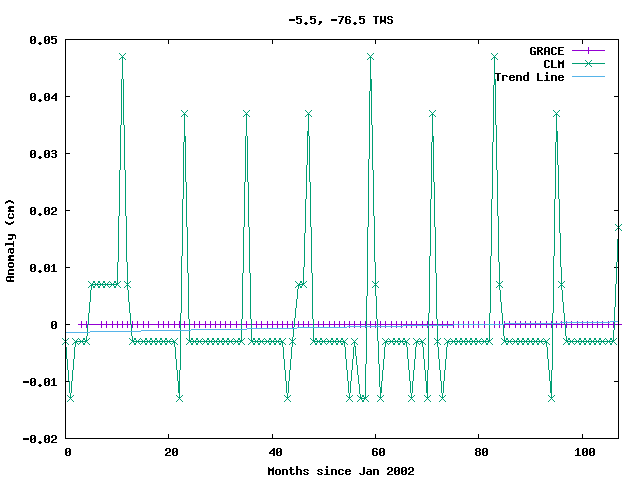 -5.5, -76.5 TWS
0.05
0.04
0.03
0.02
0.01
0
-0.01
-0.02
Anomaly (cm)
GRACE
CLM
Trend Line
0 20 40 60 80 100
Months since Jan 2002